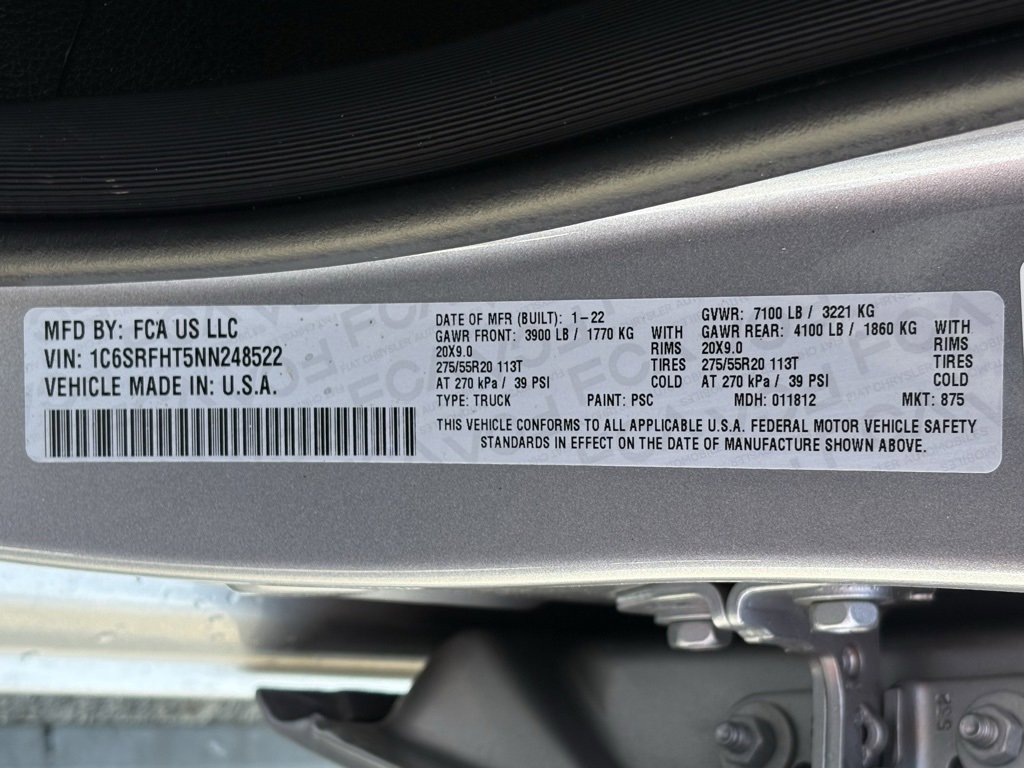 MFD BY: FCA US LLC
VIN: 1C6SRFHT5NN248522
VEHICLE MADE IN: U.S.A.
DATE OF MFR (BUILT): 1-22 GVWR: 7100 LB / 3221 KG
GAWR FRONT: 3900 LB / 1770 KG WITH GAWR REAR: 4100 LB / 1860 KG WITH
20X9.0 RIMS 20X9.0 RIMS
275/55R20 113T TIRES 275/55R20 113T TIRES
AT 270 kPa / 39 PSI COLD AT 270 kPa / 39 PSI COLD
TYPE: TRUCK PAINT: PSC MDH: 011812 MKT: 875
THIS VEHICLE CONFORMS TO ALL APPLICABLE U.S.A. FEDERAL MOTOR VEHICLE SAFETY
STANDARDS IN EFFECT ON THE DATE OF MANUFACTURE SHOWN ABOVE.